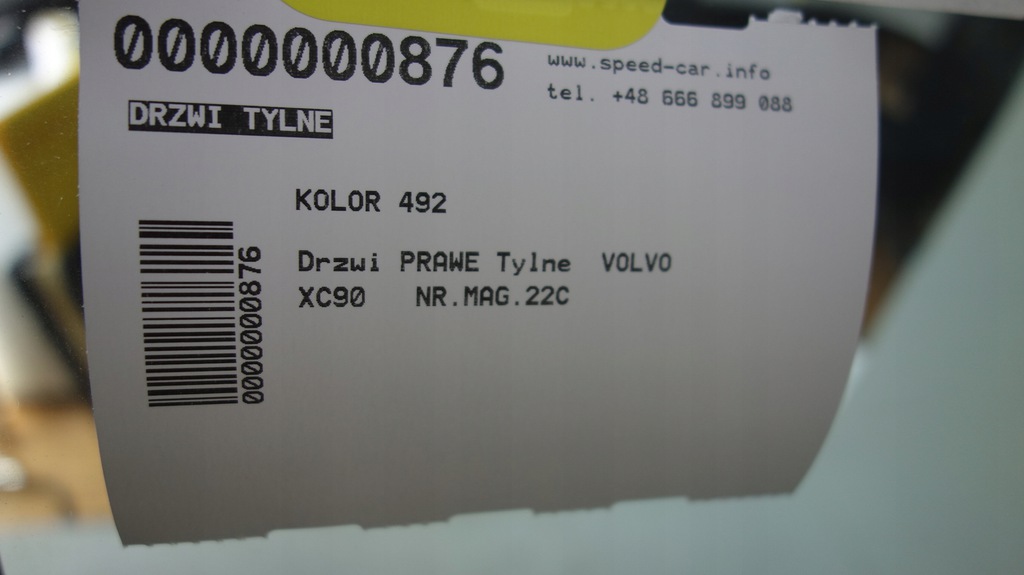 0000000876
www.speed-car.info
tel. +48 666 899 088
DRZWI TYLNE
KOLOR 492
0000000876
Drzwi PRAWE Tylne VOLVO
XC90 NR.MAG.22C